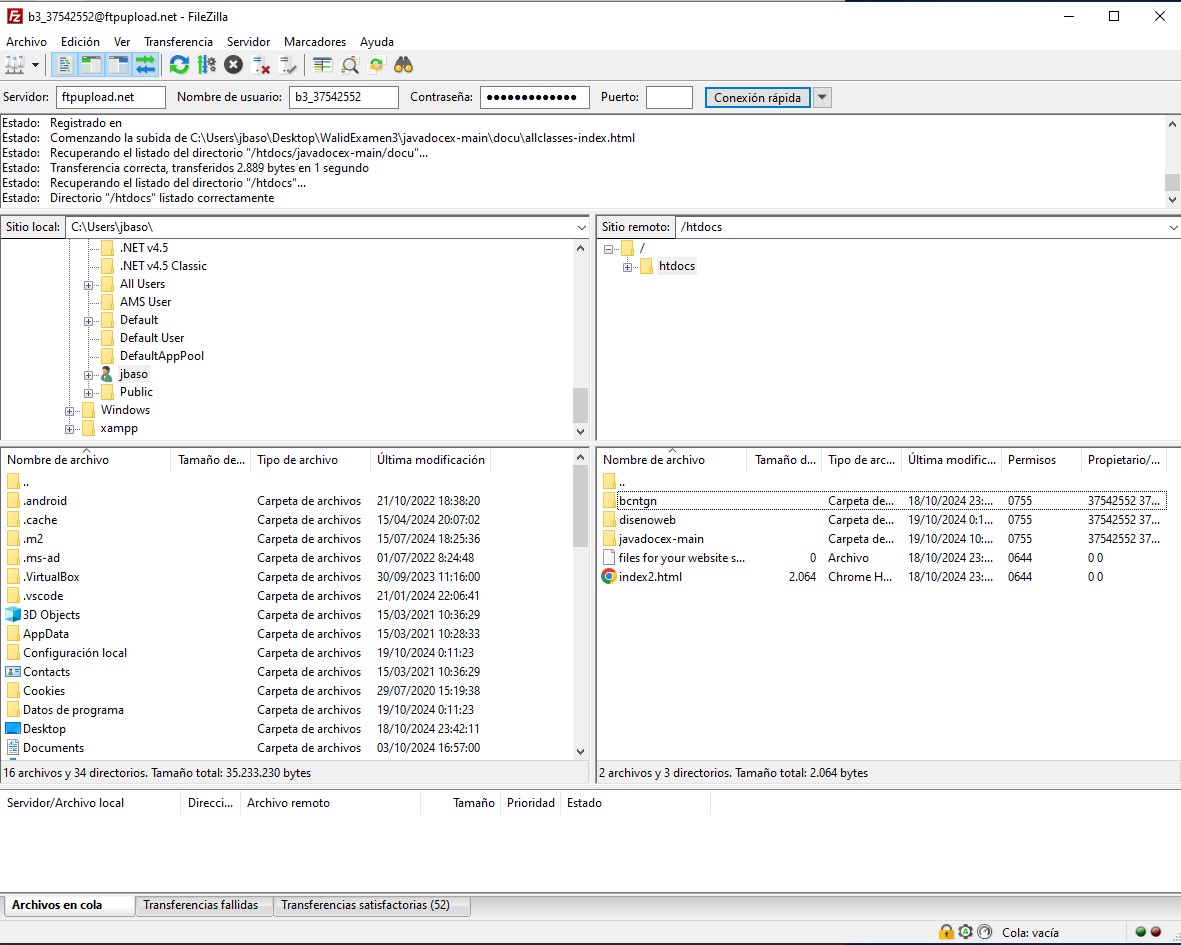 b3_37542552@ftpupload.net - FileZilla
Archivo Edición Ver Transferencia Servidor Marcadores Ayuda
Servidor: ftpupload.net Nombre de usuario: b3_37542552 Contraseña: ●●●●●●●●●●●●● Puerto: Conexión rápida
Estado: Registrado en
Estado: Comenzando la subida de C:\Users\jbaso\Desktop\WalidExamen3\javadocex-main\docu\allclasses-index.html
Estado: Recuperando el listado del directorio "/htdocs/javadocex-main/docu"...
Estado: Transferencia correcta, transferidos 2.889 bytes en 1 segundo
Estado: Recuperando el listado del directorio "/htdocs"...
Estado: Directorio "/htdocs" listado correctamente
Sitio local: C:\Users\jbaso\
.NET v4.5
.NET v4.5 Classic
All Users
AMS User
Default
Default User
DefaultAppPool
jbaso
Public
Windows
xampp
Sitio remoto: /htdocs
/
htdocs
Nombre de archivo Tamaño de... Tipo de archivo Última modificación
..
.android Carpeta de archivos 21/10/2022 18:38:20
.cache Carpeta de archivos 15/04/2024 20:07:02
.m2 Carpeta de archivos 15/07/2024 18:25:36
.ms-ad Carpeta de archivos 01/07/2022 8:24:48
.VirtualBox Carpeta de archivos 30/09/2023 11:16:00
.vscode Carpeta de archivos 21/01/2024 22:06:41
3D Objects Carpeta de archivos 15/03/2021 10:36:29
AppData Carpeta de archivos 15/03/2021 10:28:33
Configuración local Carpeta de archivos 19/10/2024 0:11:23
Contacts Carpeta de archivos 15/03/2021 10:36:29
Cookies Carpeta de archivos 29/07/2020 15:19:38
Datos de programa Carpeta de archivos 19/10/2024 0:11:23
Desktop Carpeta de archivos 18/10/2024 23:42:11
Documents Carpeta de archivos 03/10/2024 16:57:00
16 archivos y 34 directorios. Tamaño total: 35.233.230 bytes
Nombre de archivo Tamaño d... Tipo de arc... Última modific... Permisos Propietario/...
..
bcntgn Carpeta de... 18/10/2024 23:... 0755 37542552 37...
disenoweb Carpeta de... 19/10/2024 0:1... 0755 37542552 37...
javadocex-main Carpeta de... 19/10/2024 10:... 0755 37542552 37...
files for your website s... 0 Archivo 18/10/2024 23:... 0644 0 0
index2.html 2.064 Chrome H... 18/10/2024 23:... 0644 0 0
2 archivos y 3 directorios. Tamaño total: 2.064 bytes
Servidor/Archivo local Direcci... Archivo remoto Tamaño Prioridad Estado
Archivos en cola Transferencias fallidas Transferencias satisfactorias (52)
Cola: vacía